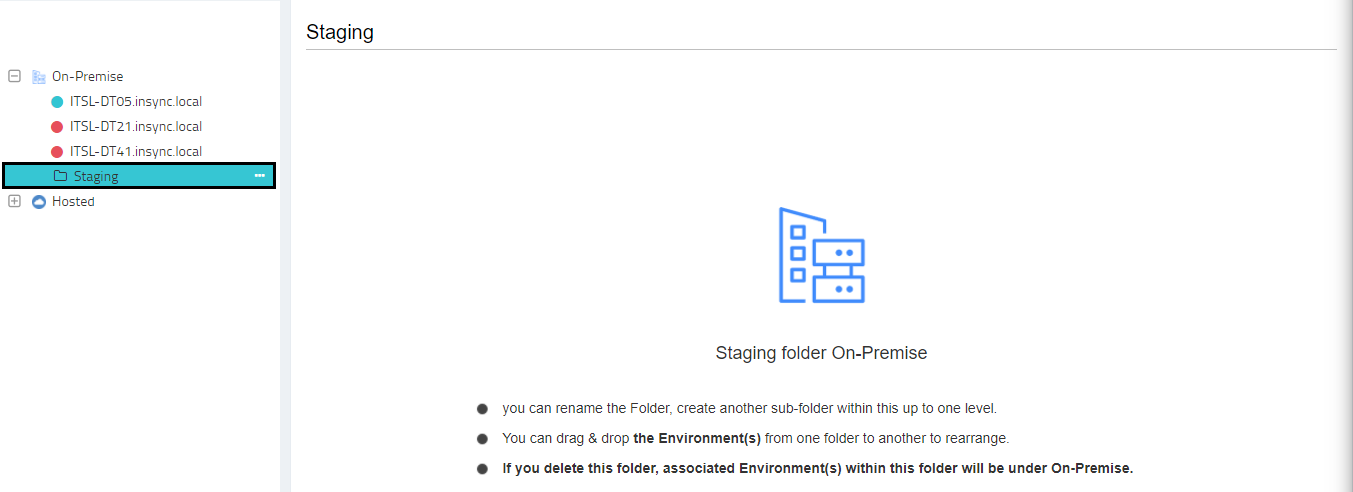 Staging
On-Premise
ITSL-DT05.insync.local
ITSL-DT21.insync.local
ITSL-DT41.insync.local
Staging
Hosted
Staging folder On-Premise
you can rename the Folder, create another sub-folder within this up to one level.
You can drag & drop the Environment(s) from one folder to another to rearrange.
If you delete this folder, associated Environment(s) within this folder will be under On-Premise.